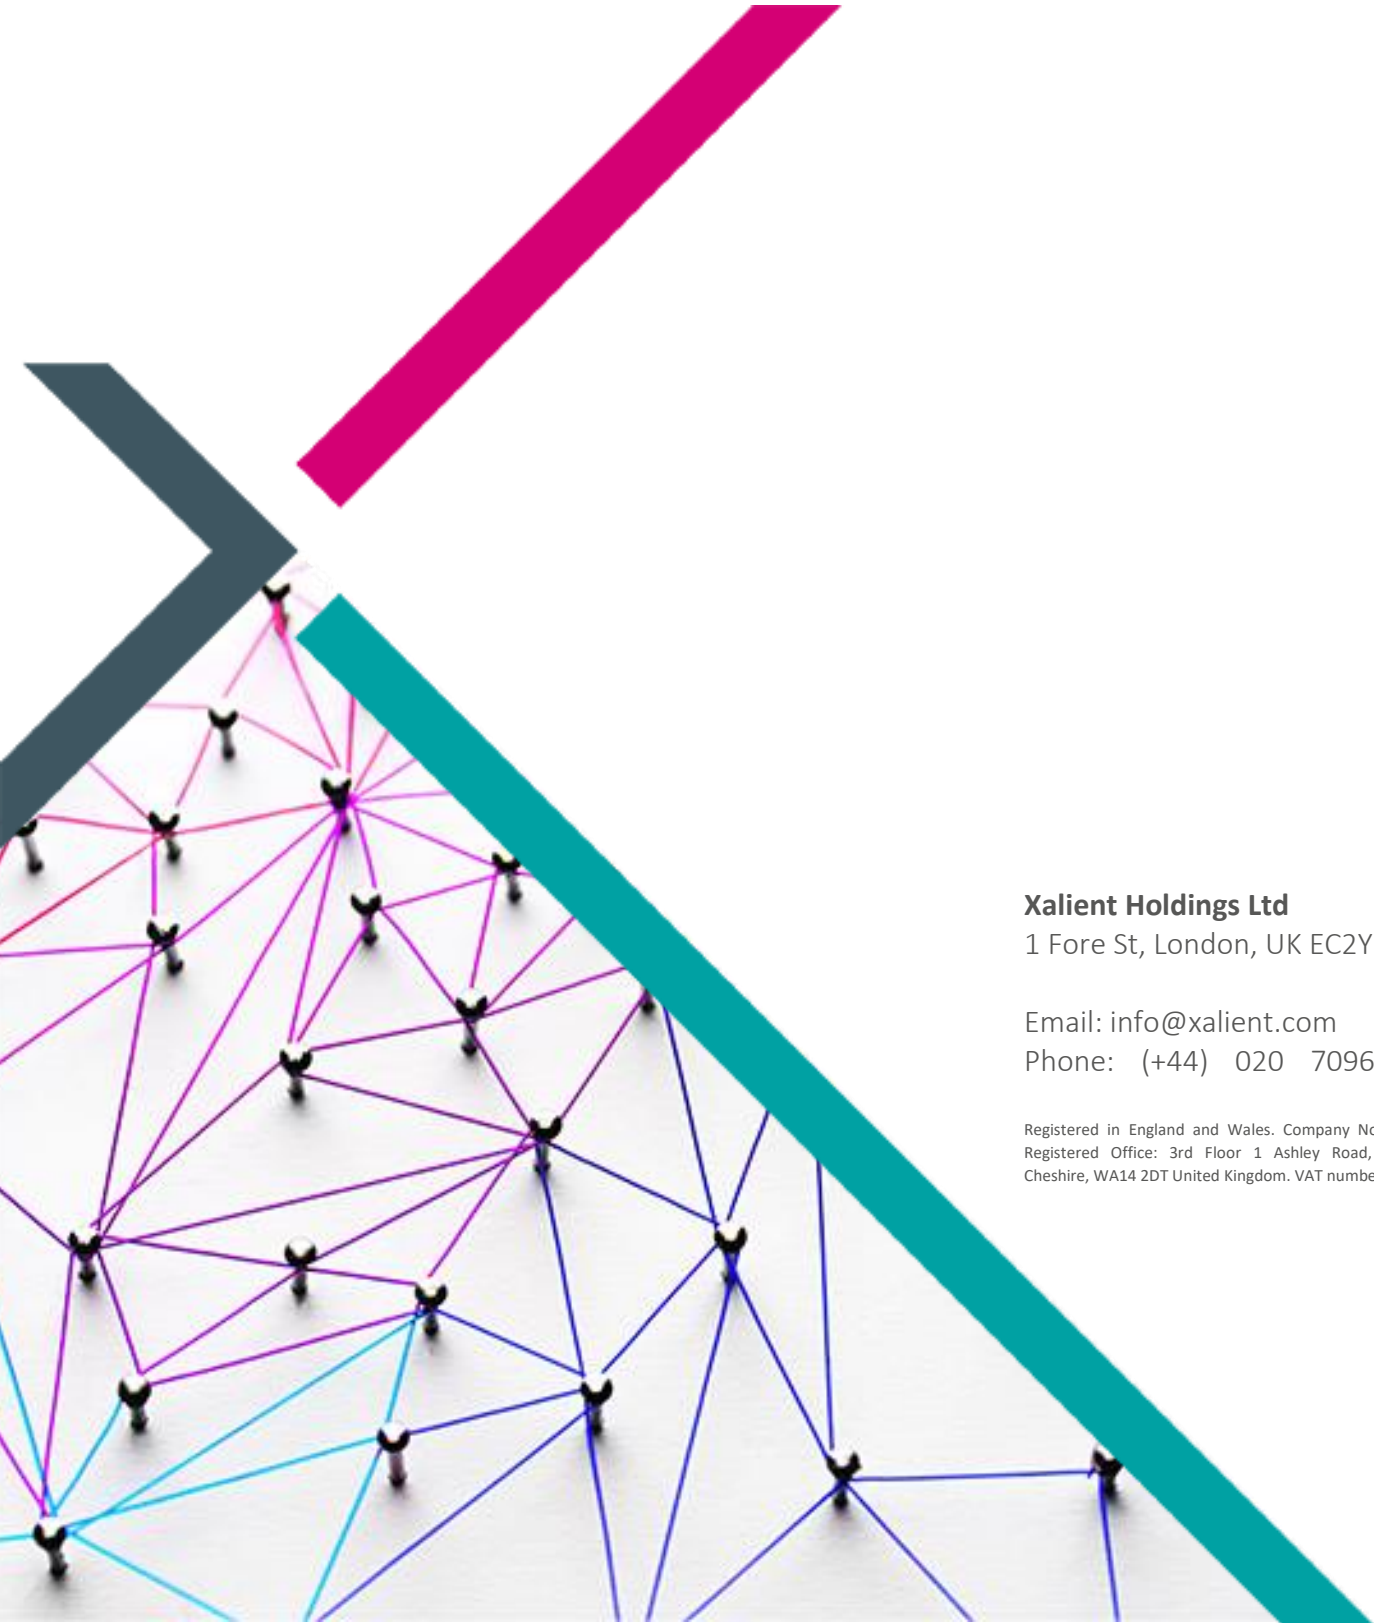 Xalient Holdings Ltd
1 Fore St, London, UK EC2Y
Email: info@xalient.com
Phone: (+44) 020 7096
Registered in England and Wales. Company No
Registered Office: 3rd Floor 1 Ashley Road,
Cheshire, WA14 2DT United Kingdom. VAT numbe